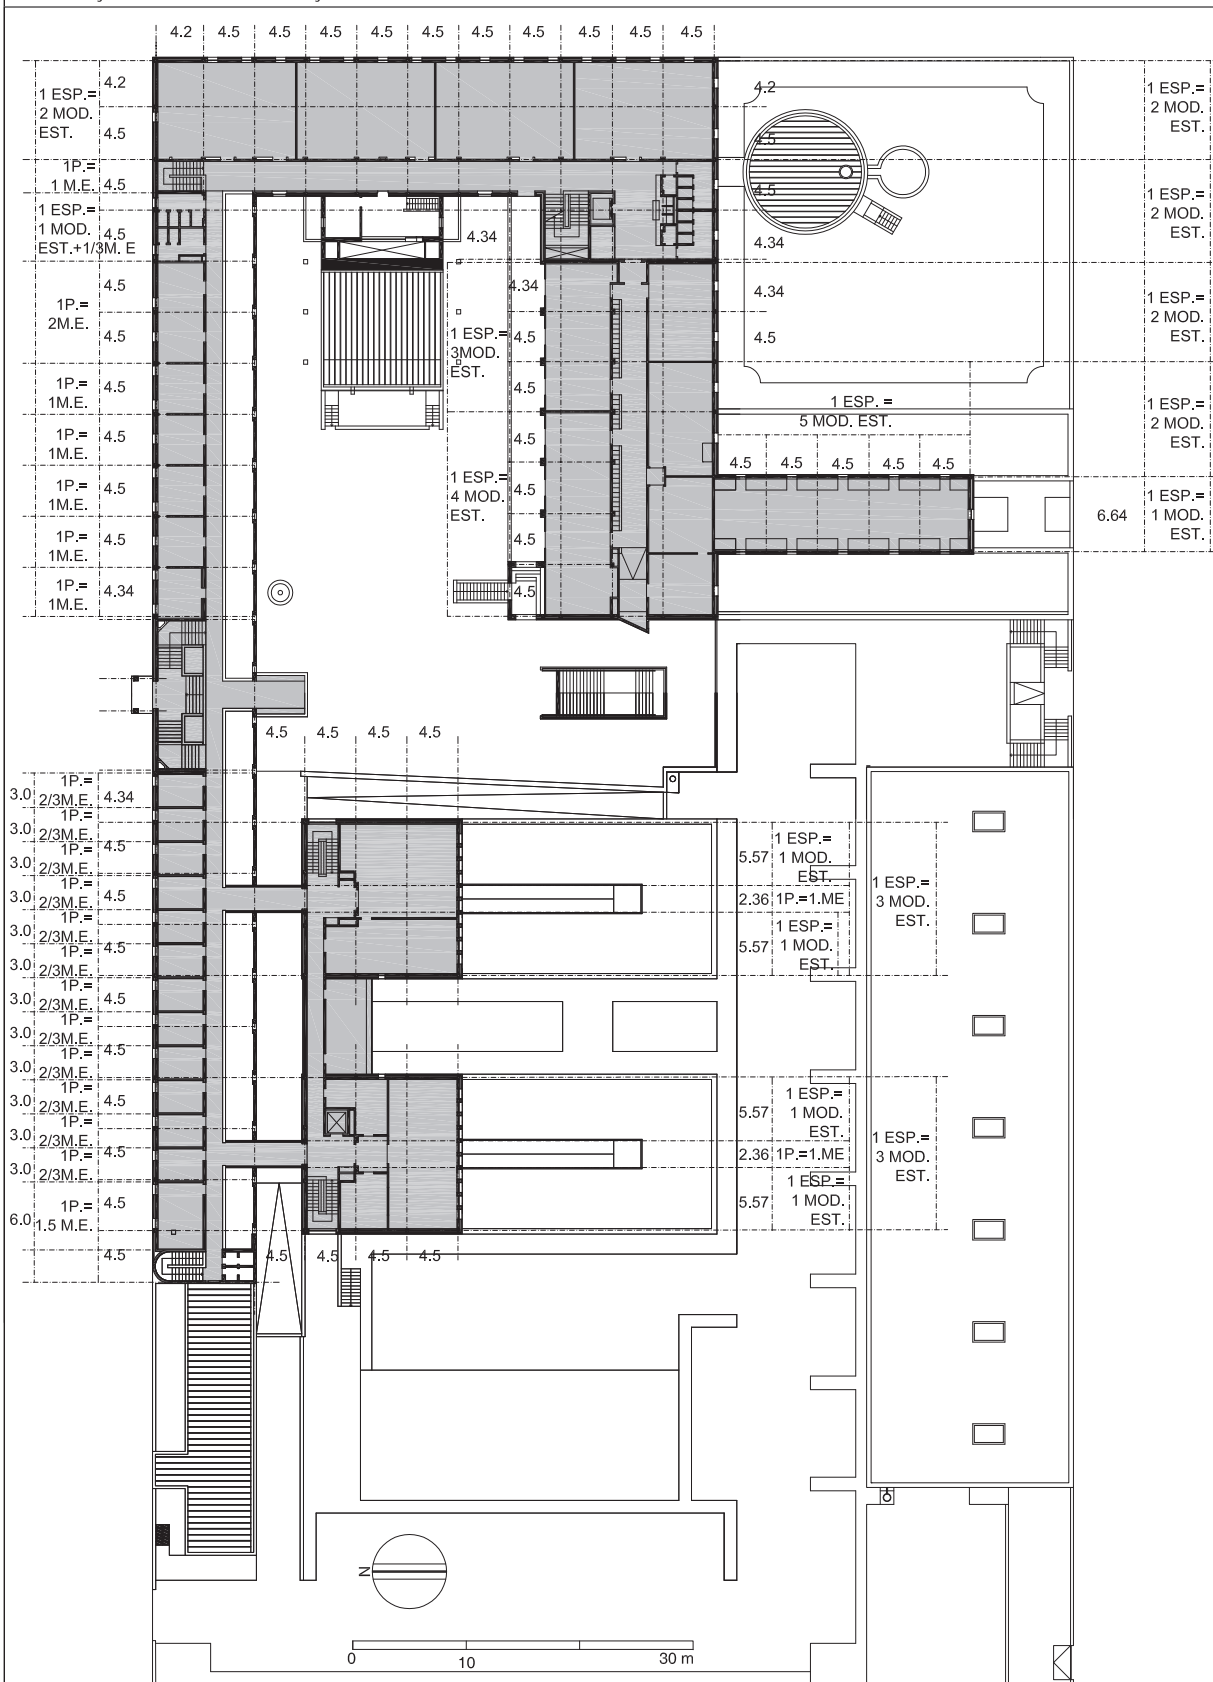 4.2 4.5 4.5 4.5 4.5 4.5 4.5 4.5 4.5 4.5 4.5
1 ESP.=
2 MOD.
EST.
4.2
4.5
1P.=
1 M.E.
4.5
1 ESP.=
1 MOD.
EST.+1/3M. E
4.5
4.5
1P.=
2M.E.
4.5
1P.=
1M.E.
4.5
1P.=
1M.E.
4.5
1P.=
1M.E.
4.5
1P.=
1M.E.
4.5
1P.=
1M.E.
4.34
4.34
4.34
1 ESP.=
3MOD.
EST.
4.5
4.5
4.5
1 ESP.=
4 MOD.
EST.
4.5
4.5
4.5
4.2
4.5
4.5
4.34
4.34
4.5
1 ESP. =
5 MOD. EST.
4.5 4.5 4.5 4.5 4.5
1 ESP.=
2 MOD.
EST.
1 ESP.=
2 MOD.
EST.
1 ESP.=
2 MOD.
EST.
1 ESP.=
2 MOD.
EST.
6.64
1 ESP.=
1 MOD.
EST.
4.5 4.5 4.5 4.5
3.0
1P.=
2/3M.E.
4.34
3.0
1P.=
2/3M.E.
4.5
3.0
1P.=
2/3M.E.
3.0
1P.=
2/3M.E.
4.5
3.0
1P.=
2/3M.E.
3.0
1P.=
2/3M.E.
4.5
3.0
1P.=
2/3M.E.
4.5
3.0
1P.=
2/3M.E.
3.0
1P.=
2/3M.E.
4.5
3.0
1P.=
2/3M.E.
4.5
3.0
1P.=
2/3M.E.
3.0
1P.=
2/3M.E.
4.5
6.0
1P.=
1.5 M.E.
4.5
4.5
4.5 4.5 4.5 4.5
5.57
1 ESP.=
1 MOD.
EST.
2.36 1P.=1.ME
5.57
1 ESP.=
1 MOD.
EST.
1 ESP.=
3 MOD.
EST.
5.57
1 ESP.=
1 MOD.
EST.
2.36 1P.=1.ME
5.57
1 ESP.=
1 MOD.
EST.
1 ESP.=
3 MOD.
EST.
N
0 10 30 m